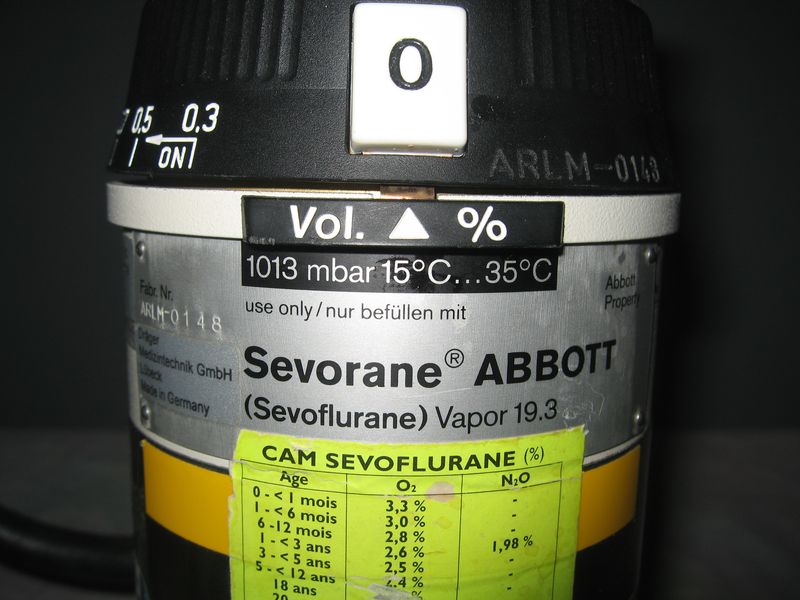 0
0.5 0.3
ON
ARLM-0148
Vol. %
1013 mbar 15°C...35°C
Fabr. Nr.
ARLM-0148
Dräger
Medizintechnik GmbH
Lübeck
Made in Germany
Abbott
Property
use only/nur befüllen mit
Sevorane® ABBOTT
(Sevoflurane) Vapor 19.3
CAM SEVOFLURANE (%)
Age O₂ N₂O
0 - < 1 mois 3,3 % -
1 - < 6 mois 3,0 % -
6 -12 mois 2,8 % -
1 - < 3 ans 2,6 % 1,98 %
3 - < 5 ans 2,5 % -
5 - < 12 ans 2.4 % -
18 ans % -